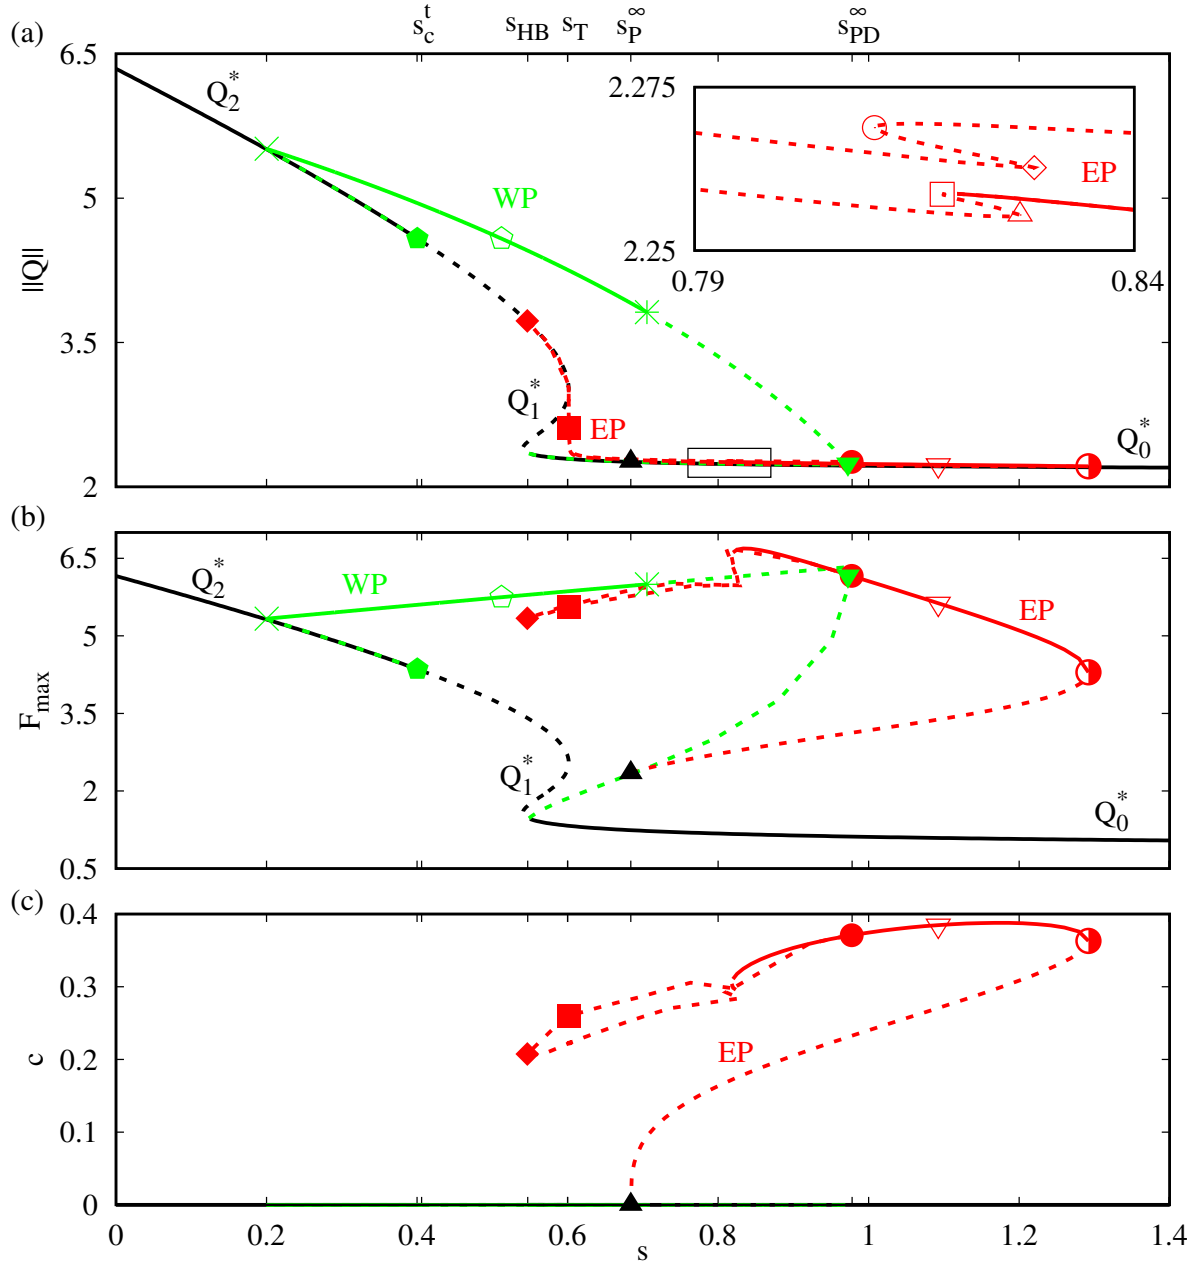 s_c^t s_HB s_T s_P^∞ s_PD^∞
(a)
6.5
Q_2^*
2.275
5
WP
EP
2.25
0.79 0.84
||Q||
3.5
Q_1^*
EP
Q_0^*
2
(b)
6.5
Q_2^*
WP
EP
5
F_max
3.5
Q_1^*
2
Q_0^*
0.5
(c)
0.4
0.3
0.2
c
EP
0.1
0
0 0.2 0.4 0.6 0.8 1 1.2 1.4
s